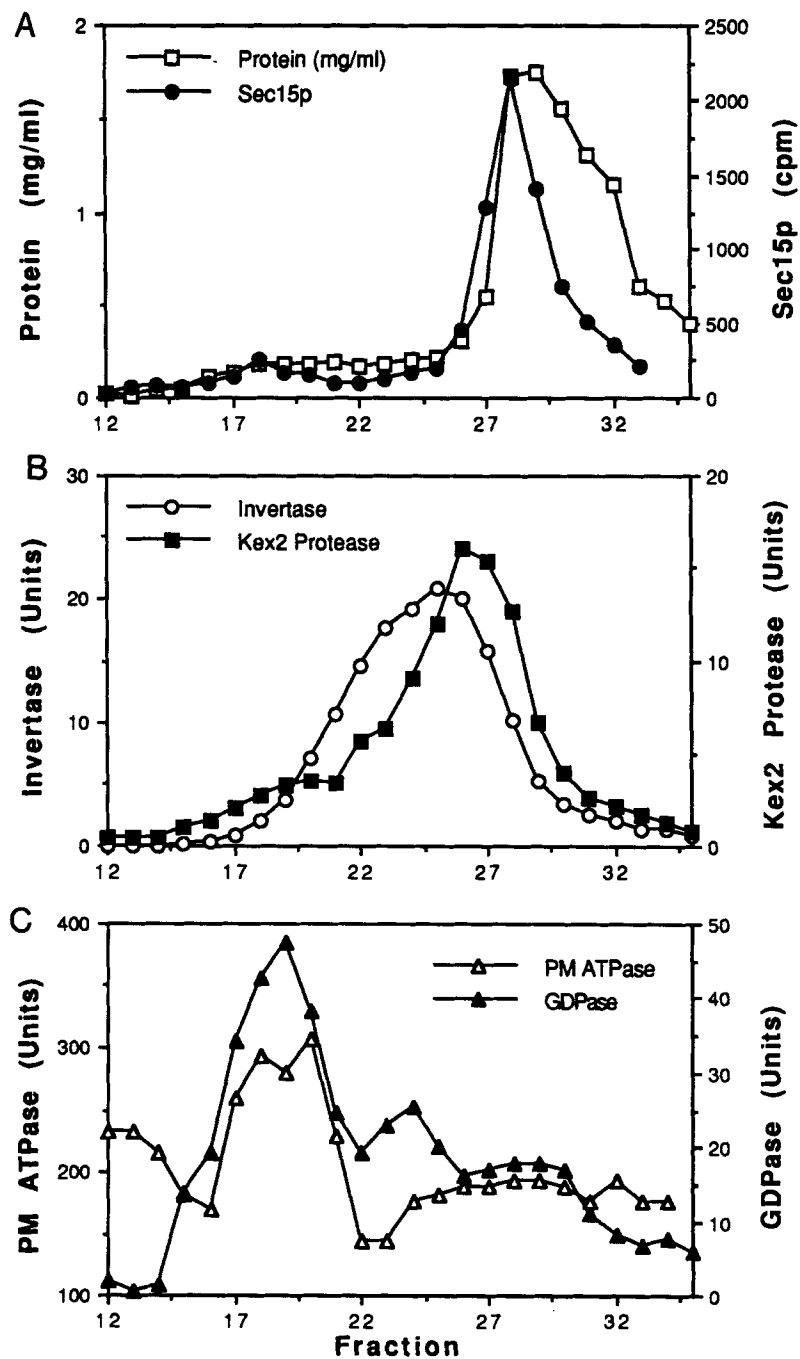 A
Protein (mg/ml)
Sec15p
2
1
0
2500
2000
1500
1000
500
0
Protein (mg/ml)
Sec15p (cpm)
12 17 22 27 32
B
Invertase
Kex2 Protease
30
20
10
0
20
10
0
Invertase (Units)
Kex2 Protease (Units)
12 17 22 27 32
C
PM ATPase
GDPase
400
300
200
100
50
40
30
20
10
0
PM ATPase (Units)
GDPase (Units)
12 17 22 27 32
Fraction